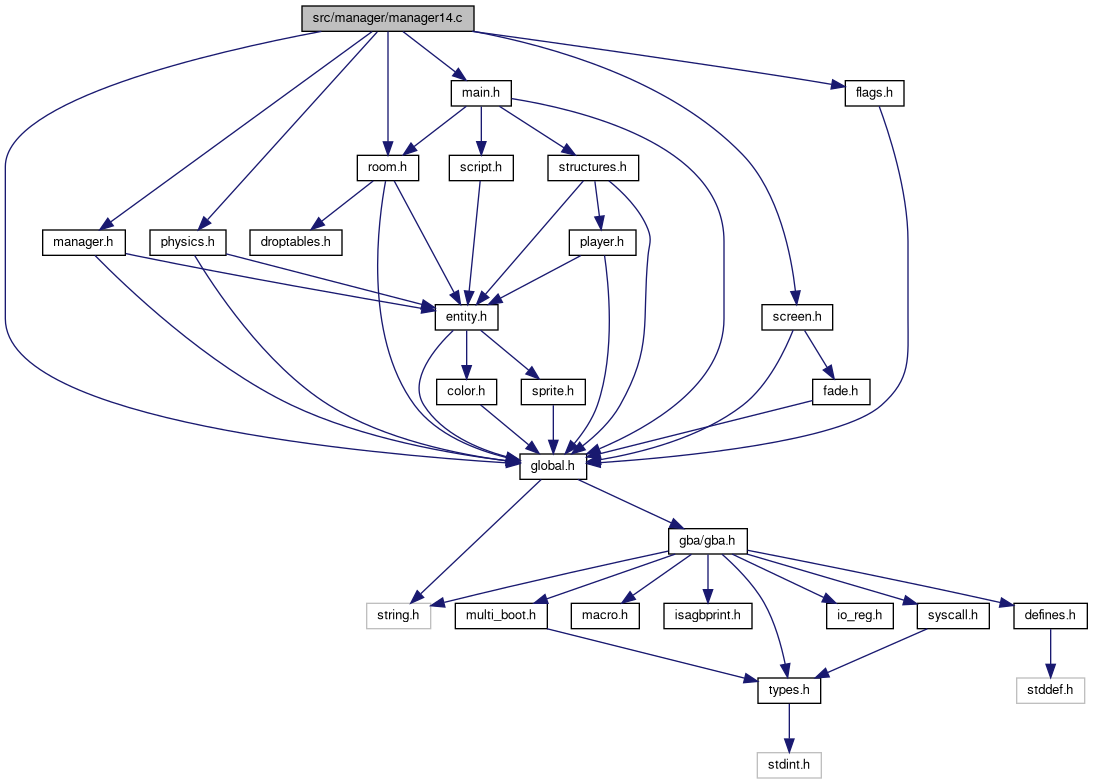 src/manager/manager14.c
main.h
flags.h
room.h
script.h
structures.h
manager.h
physics.h
droptables.h
player.h
entity.h
screen.h
color.h
sprite.h
fade.h
global.h
gba/gba.h
string.h
multi_boot.h
macro.h
isagbprint.h
io_reg.h
syscall.h
defines.h
types.h
stddef.h
stdint.h